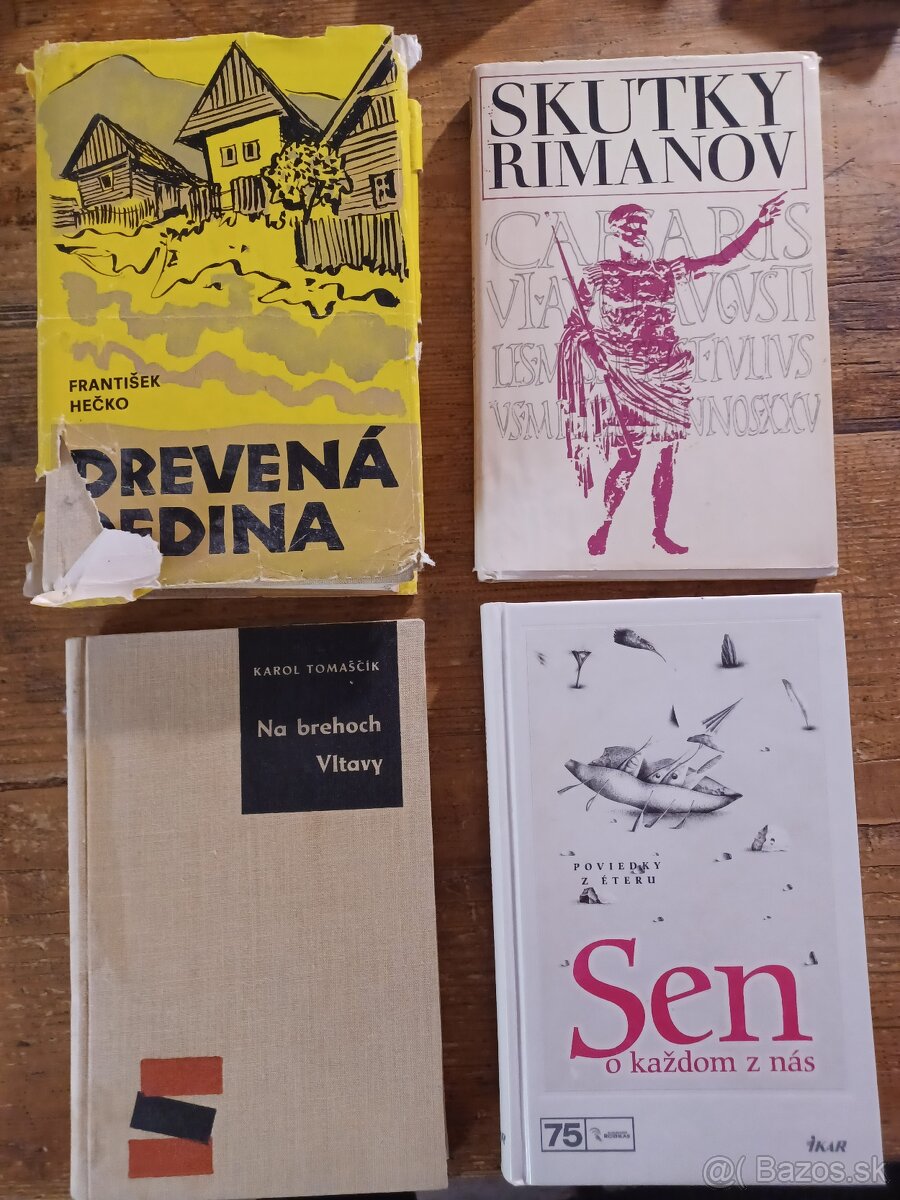 FRANTIŠEK
HEČKO
DREVENÁ
DEDINA
SKUTKY
RIMANOV
KAROL TOMAŠČÍK
Na brehoch
Vltavy
POVIEDKY
Z ÉTERU
Sen
o každom z nás
75
IKAR
@( Bazos.sk